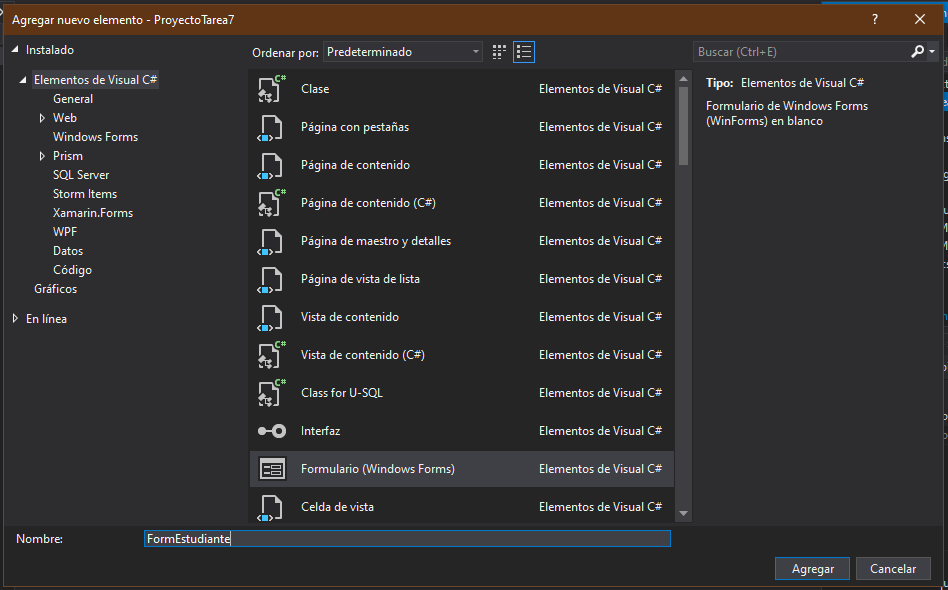 Agregar nuevo elemento - ProyectoTarea7
?
Instalado
Elementos de Visual C#
General
Web
Windows Forms
Prism
SQL Server
Storm Items
Xamarin.Forms
WPF
Datos
Código
Gráficos
En línea
Ordenar por: Predeterminado
C# Clase Elementos de Visual C#
Página con pestañas Elementos de Visual C#
Página de contenido Elementos de Visual C#
C# Página de contenido (C#) Elementos de Visual C#
Página de maestro y detalles Elementos de Visual C#
Página de vista de lista Elementos de Visual C#
Vista de contenido Elementos de Visual C#
C# Vista de contenido (C#) Elementos de Visual C#
C# Class for U-SQL Elementos de Visual C#
Interfaz Elementos de Visual C#
Formulario (Windows Forms) Elementos de Visual C#
Celda de vista Elementos de Visual C#
Buscar (Ctrl+E)
Tipo: Elementos de Visual C#
Formulario de Windows Forms
(WinForms) en blanco
Nombre: FormEstudiante
Agregar Cancelar